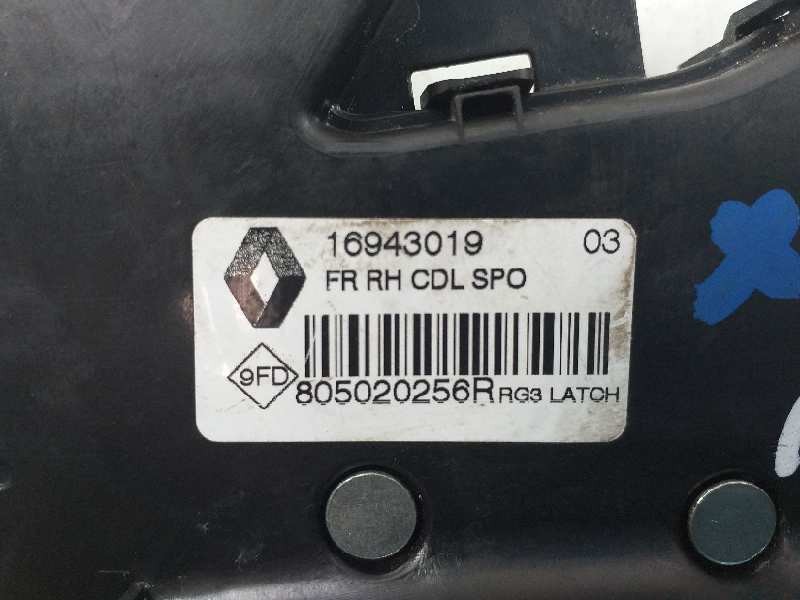 16943019 03
FR RH CDL SPO
9FD
805020256R RG3 LATCH